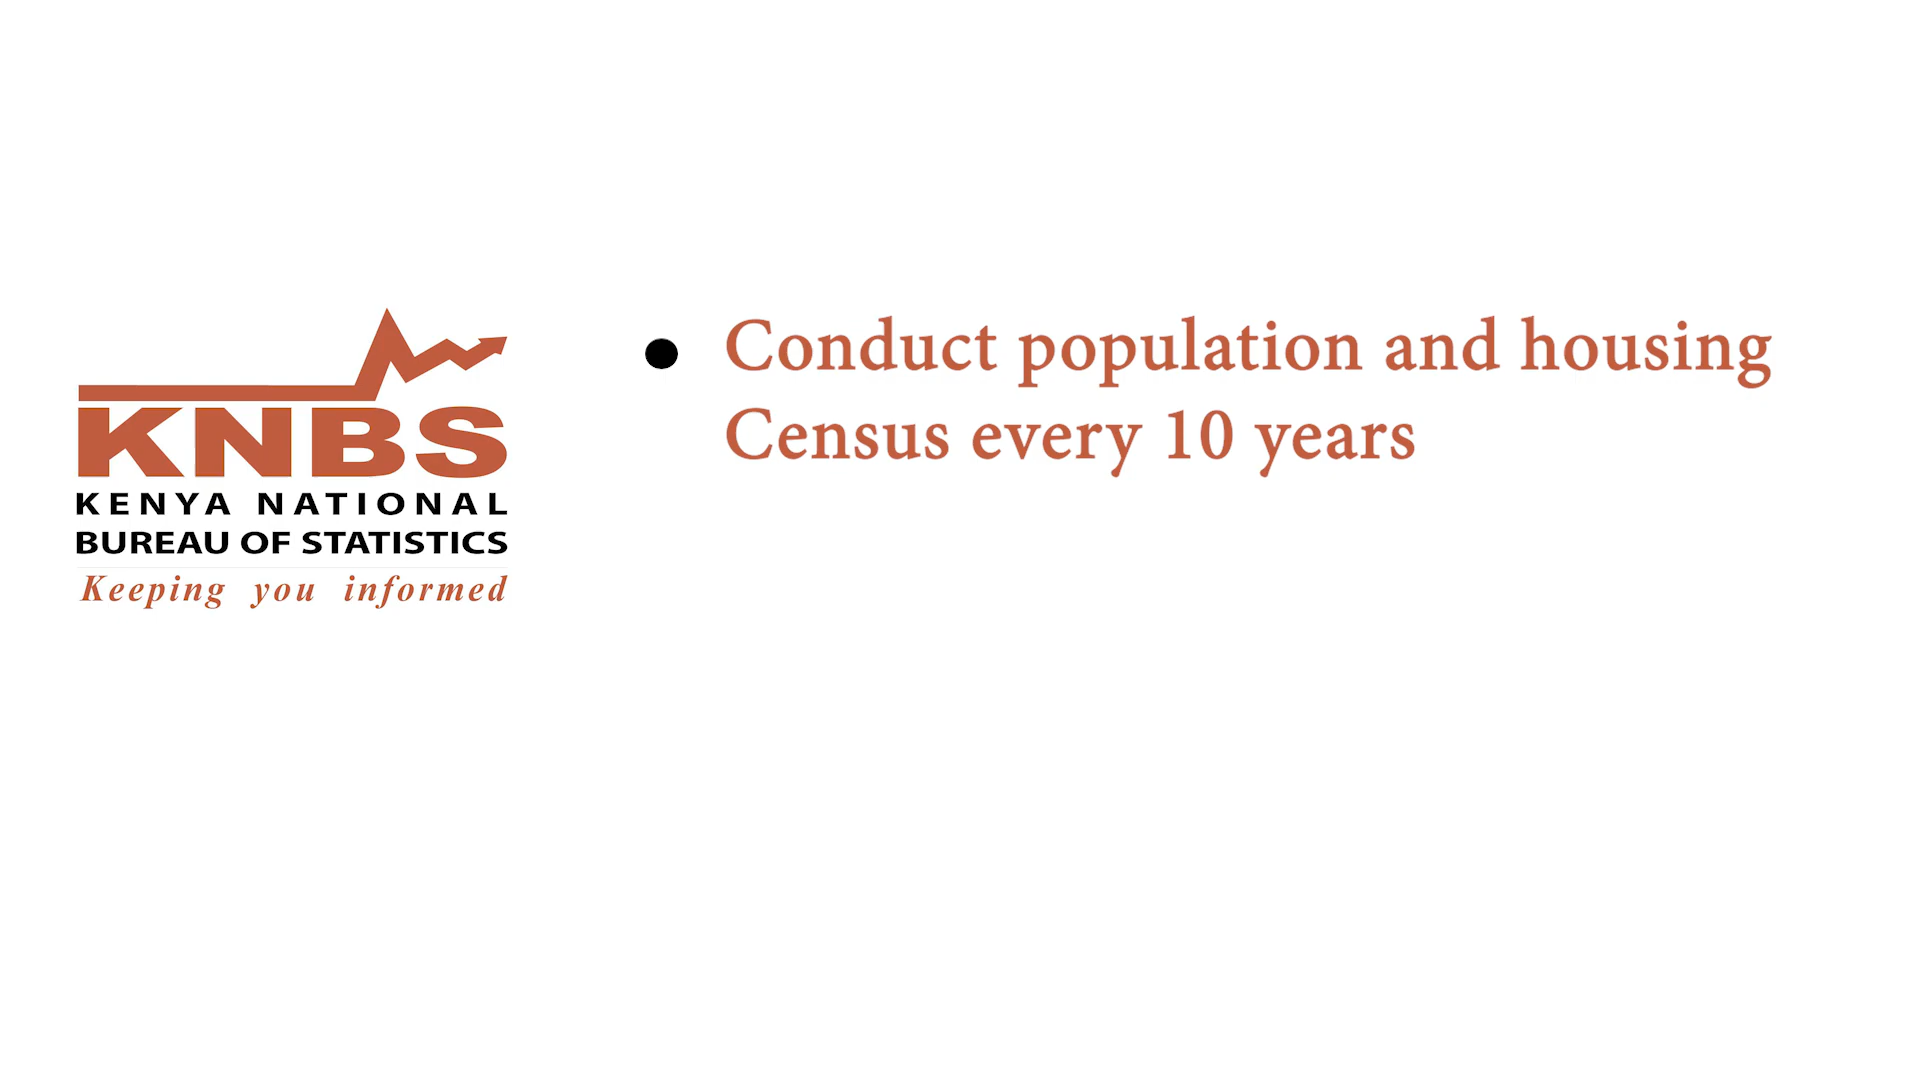 KNBS
KENYA NATIONAL
BUREAU OF STATISTICS
Keeping you informed
• Conduct population and housing
Census every 10 years